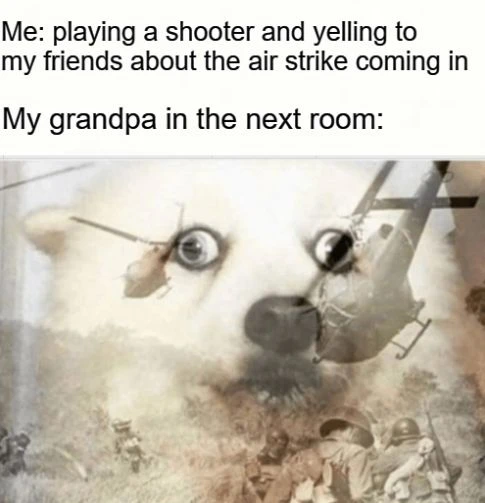 Me: playing a shooter and yelling to
my friends about the air strike coming in
My grandpa in the next room: